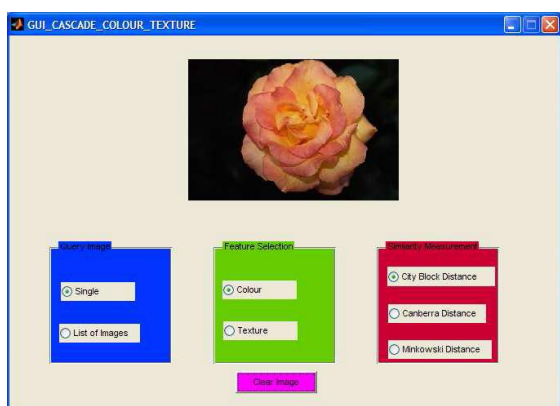 GUI_CASCADE_COLOUR_TEXTURE
Query Image
Feature Selection
Similarity Measurement
Single
Colour
City Block Distance
Canberra Distance
List of Images
Texture
Minkowski Distance
Clear Image